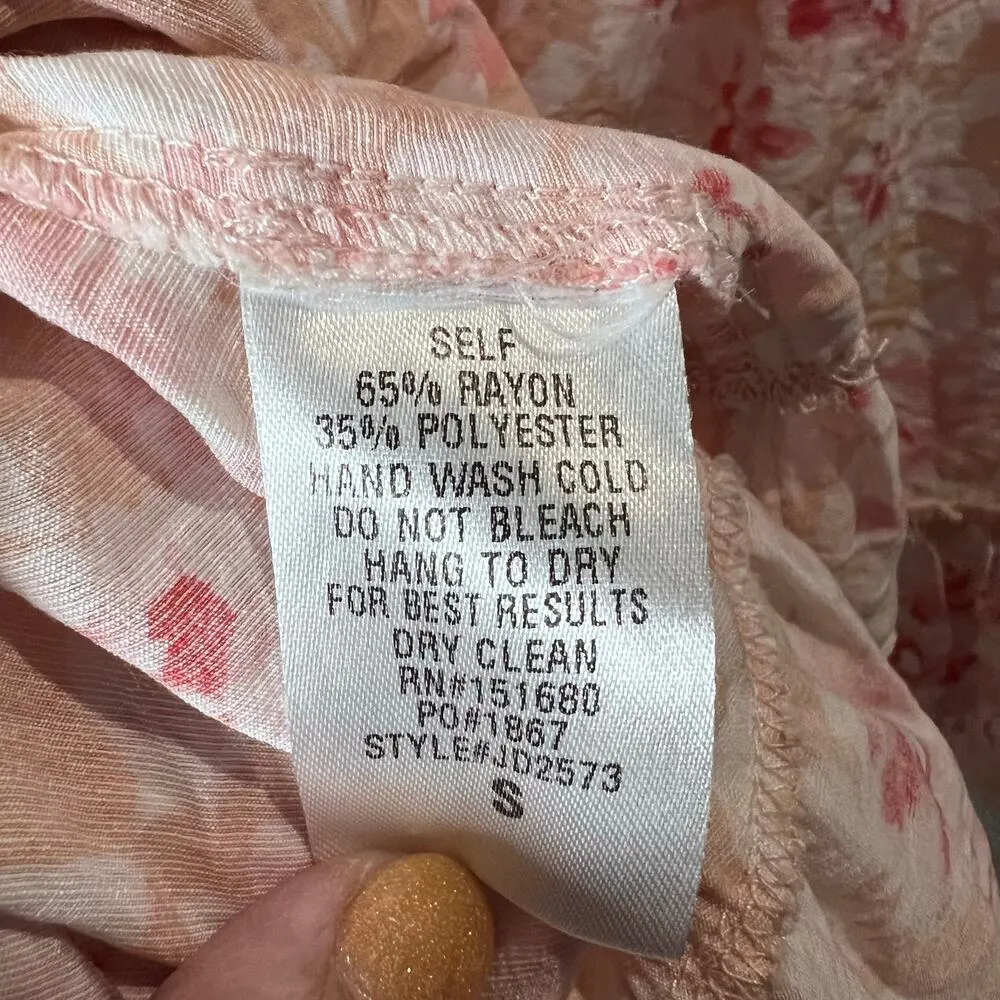 SELF
65% RAYON
35% POLYESTER
HAND WASH COLD
DO NOT BLEACH
HANG TO DRY
FOR BEST RESULTS
DRY CLEAN
RN#151680
PO#1867
STYLE#JD2573
S